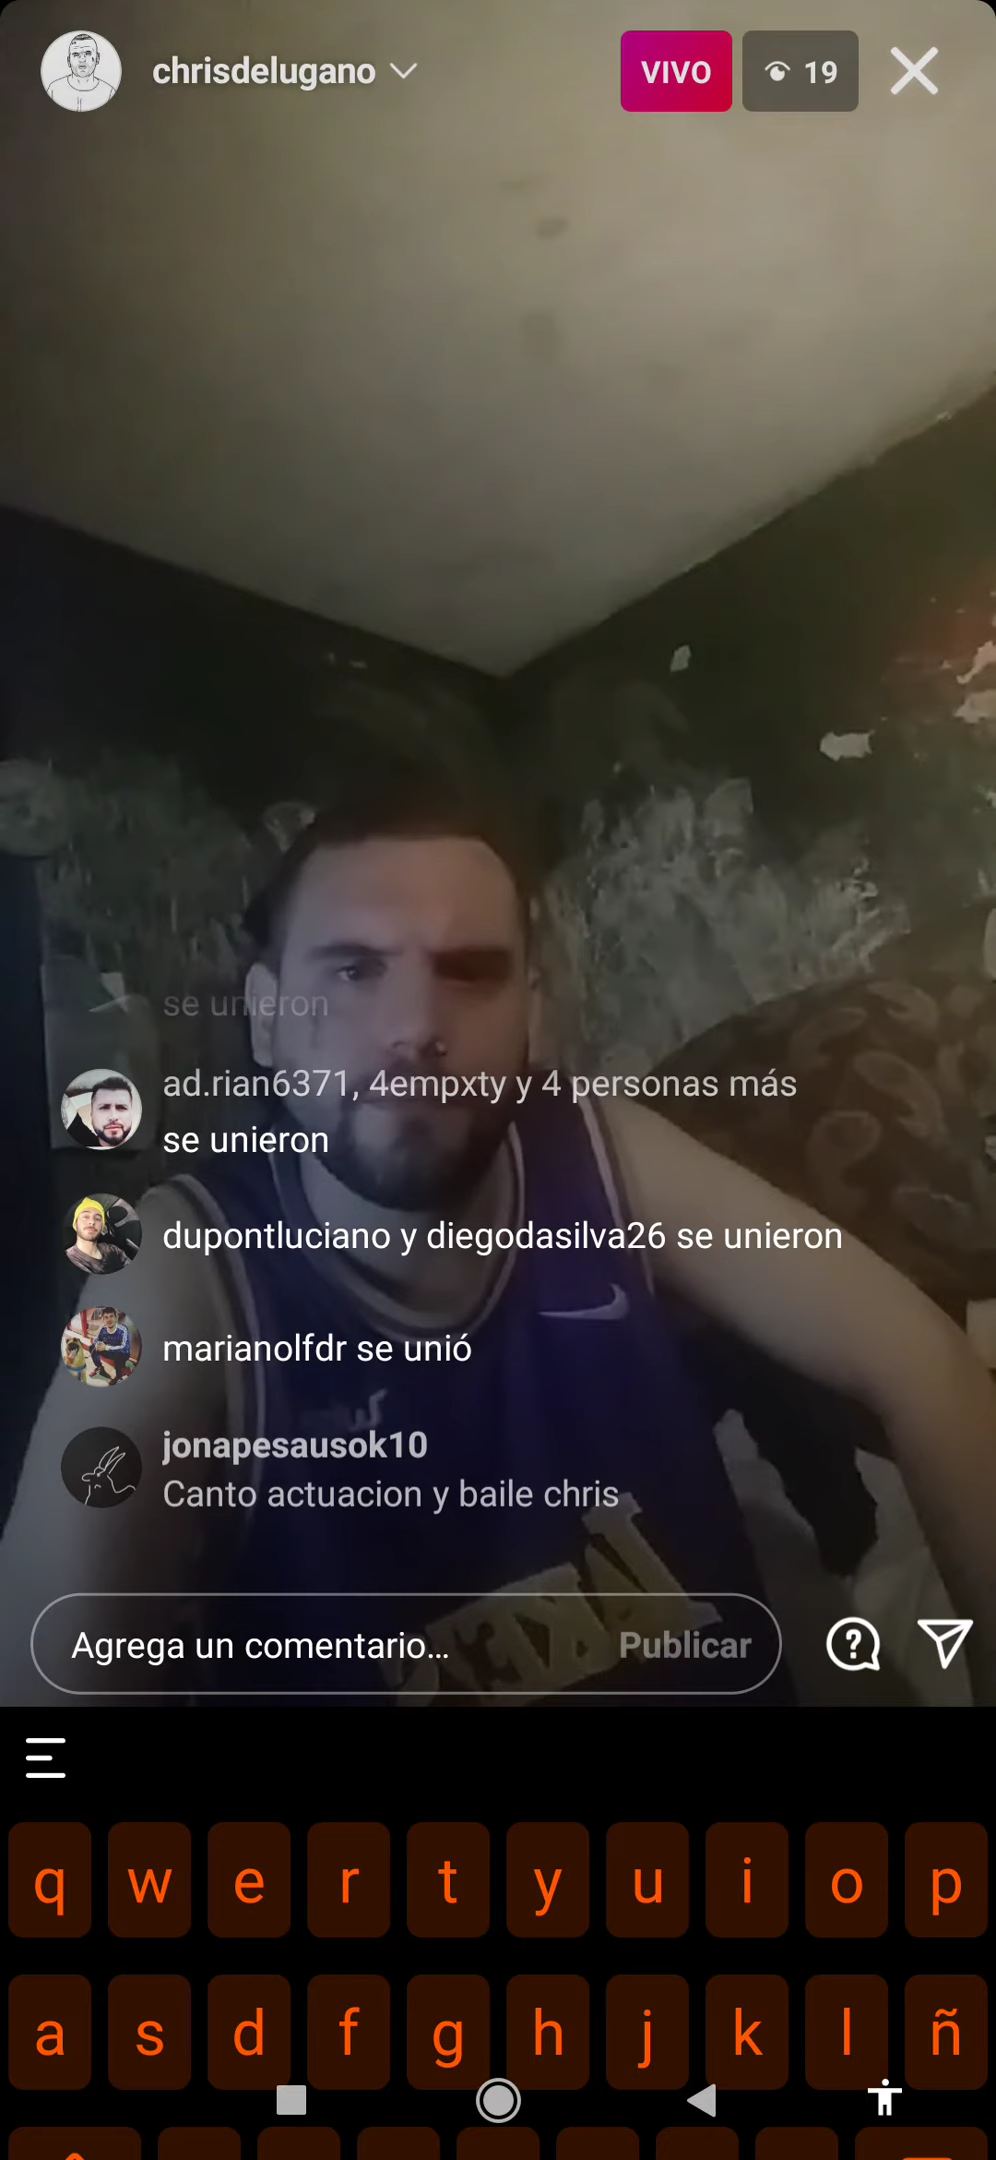 chrisdelugano
VIVO
19
se unieron
ad.rian6371, 4empxty y 4 personas más
se unieron
dupontluciano y diegodasilva26 se unieron
marianolfdr se unió
jonapesausok10
Canto actuacion y baile chris
Agrega un comentario...
Publicar
q w e r t y u i o p
a s d f g h j k l ñ